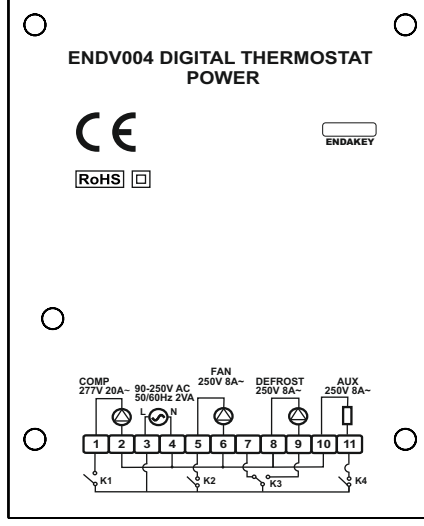 ENDV004 DIGITAL THERMOSTAT
POWER
CE
ENDAKEY
RoHS
COMP
277V 20A~
90-250V AC
50/60Hz 2VA
FAN
250V 8A~
DEFROST
250V 8A~
AUX
250V 8A~
L N
1 2 3 4 5 6 7 8 9 10 11
K1 K2 K3 K4